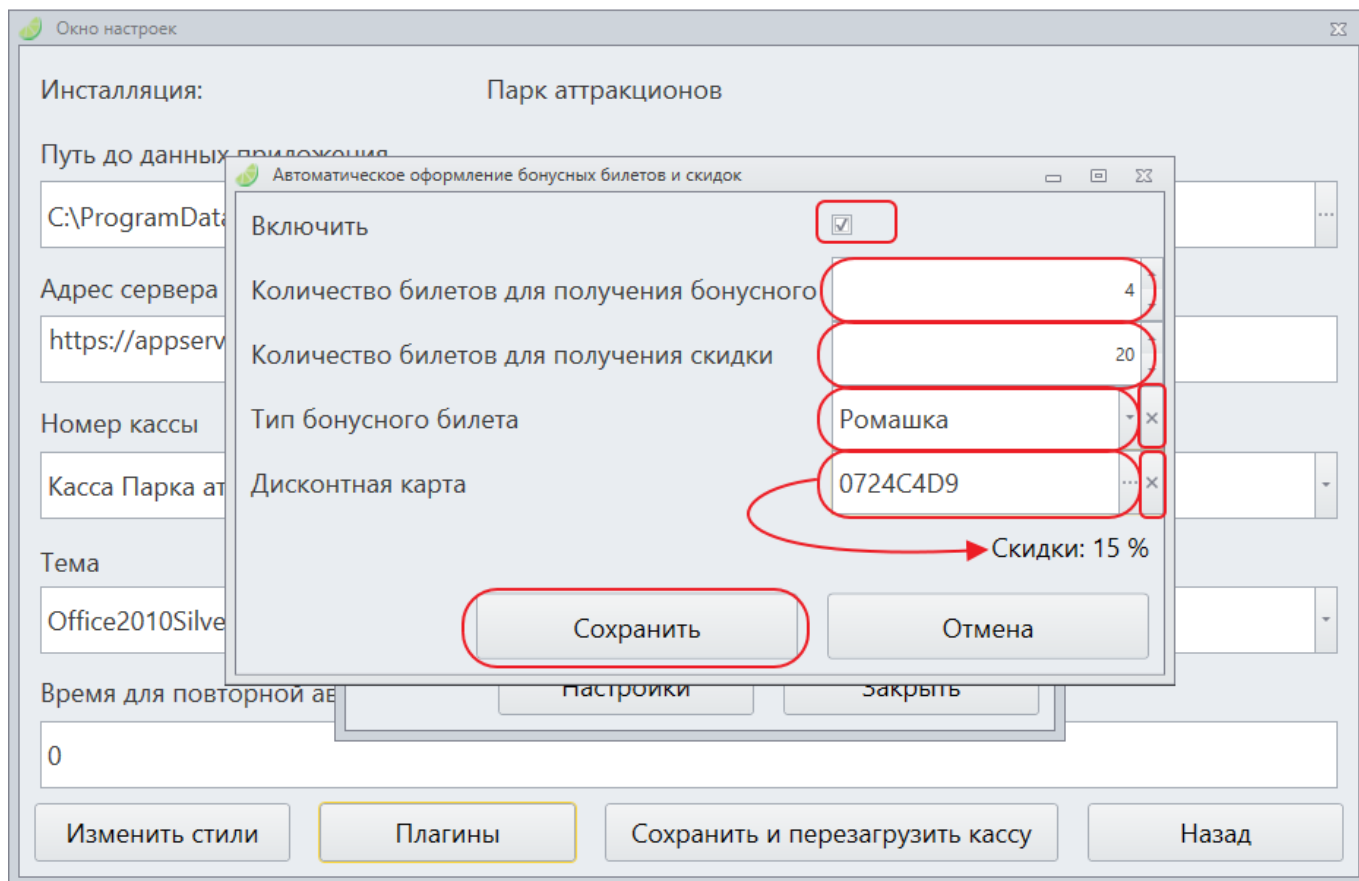 Окно настроек
Инсталляция: Парк аттракционов
Путь до данных приложения
Автоматическое оформление бонусных билетов и скидок
C:\ProgramData
Включить
Адрес сервера
Количество билетов для получения бонусного 4
https://appserv
Количество билетов для получения скидки 20
Номер кассы
Тип бонусного билета Ромашка
Касса Парка ат
Дисконтная карта 0724C4D9
Скидки: 15 %
Тема
Office2010Silve
Сохранить Отмена
Время для повторной ав
Настройки Закрыть
0
Изменить стили Плагины Сохранить и перезагрузить кассу Назад